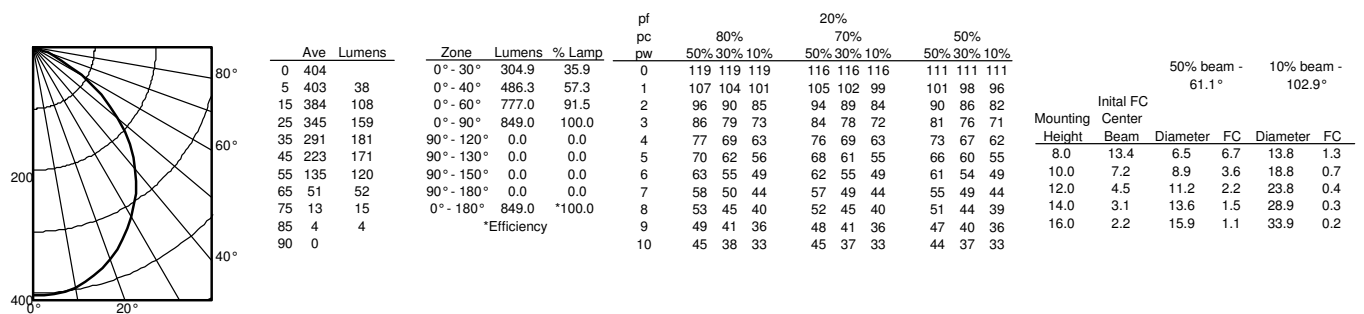 80°
60°
40°
200
400
0°
20°
Ave Lumens
0 404
5 403 38
15 384 108
25 345 159
35 291 181
45 223 171
55 135 120
65 51 52
75 13 15
85 4 4
90 0
Zone Lumens % Lamp
0° - 30° 304.9 35.9
0° - 40° 486.3 57.3
0° - 60° 777.0 91.5
0° - 90° 849.0 100.0
90° - 120° 0.0 0.0
90° - 130° 0.0 0.0
90° - 150° 0.0 0.0
90° - 180° 0.0 0.0
0° - 180° 849.0 *100.0
*Efficiency
pf 20%
pc 80% 70% 50%
pw 50% 30% 10% 50% 30% 10% 50% 30% 10%
0 119 119 119 116 116 116 111 111 111
1 107 104 101 105 102 99 101 98 96
2 96 90 85 94 89 84 90 86 82
3 86 79 73 84 78 72 81 76 71
4 77 69 63 76 69 63 73 67 62
5 70 62 56 68 61 55 66 60 55
6 63 55 49 62 55 49 61 54 49
7 58 50 44 57 49 44 55 49 44
8 53 45 40 52 45 40 51 44 39
9 49 41 36 48 41 36 47 40 36
10 45 38 33 45 37 33 44 37 33
50% beam - 10% beam -
61.1° 102.9°
Inital FC
Mounting Center
Height Beam Diameter FC Diameter FC
8.0 13.4 6.5 6.7 13.8 1.3
10.0 7.2 8.9 3.6 18.8 0.7
12.0 4.5 11.2 2.2 23.8 0.4
14.0 3.1 13.6 1.5 28.9 0.3
16.0 2.2 15.9 1.1 33.9 0.2